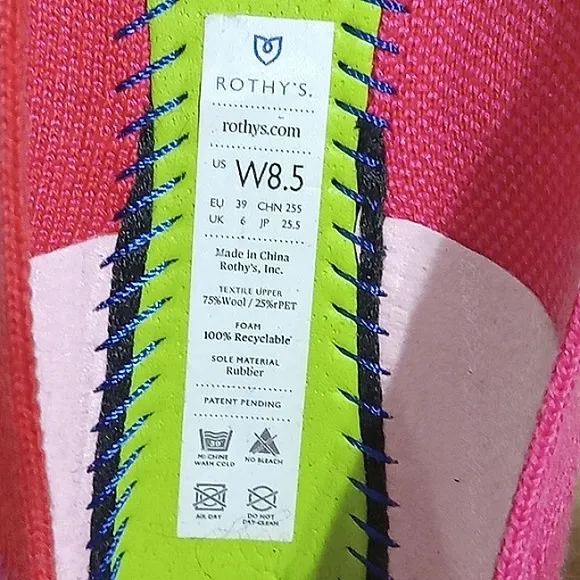 ROTHY'S.
rothys.com
US W8.5
EU 39 CHN 255
UK 6 JP 25.5
Made in China
Rothy's, Inc.
TEXTILE UPPER
75%Wool / 25%rPET
FOAM
100% Recyclable
SOLE MATERIAL
Rubber
PATENT PENDING
30°
MACHINE WASH COLD NO BLEACH
AIR DRY DO NOT DRY-CLEAN